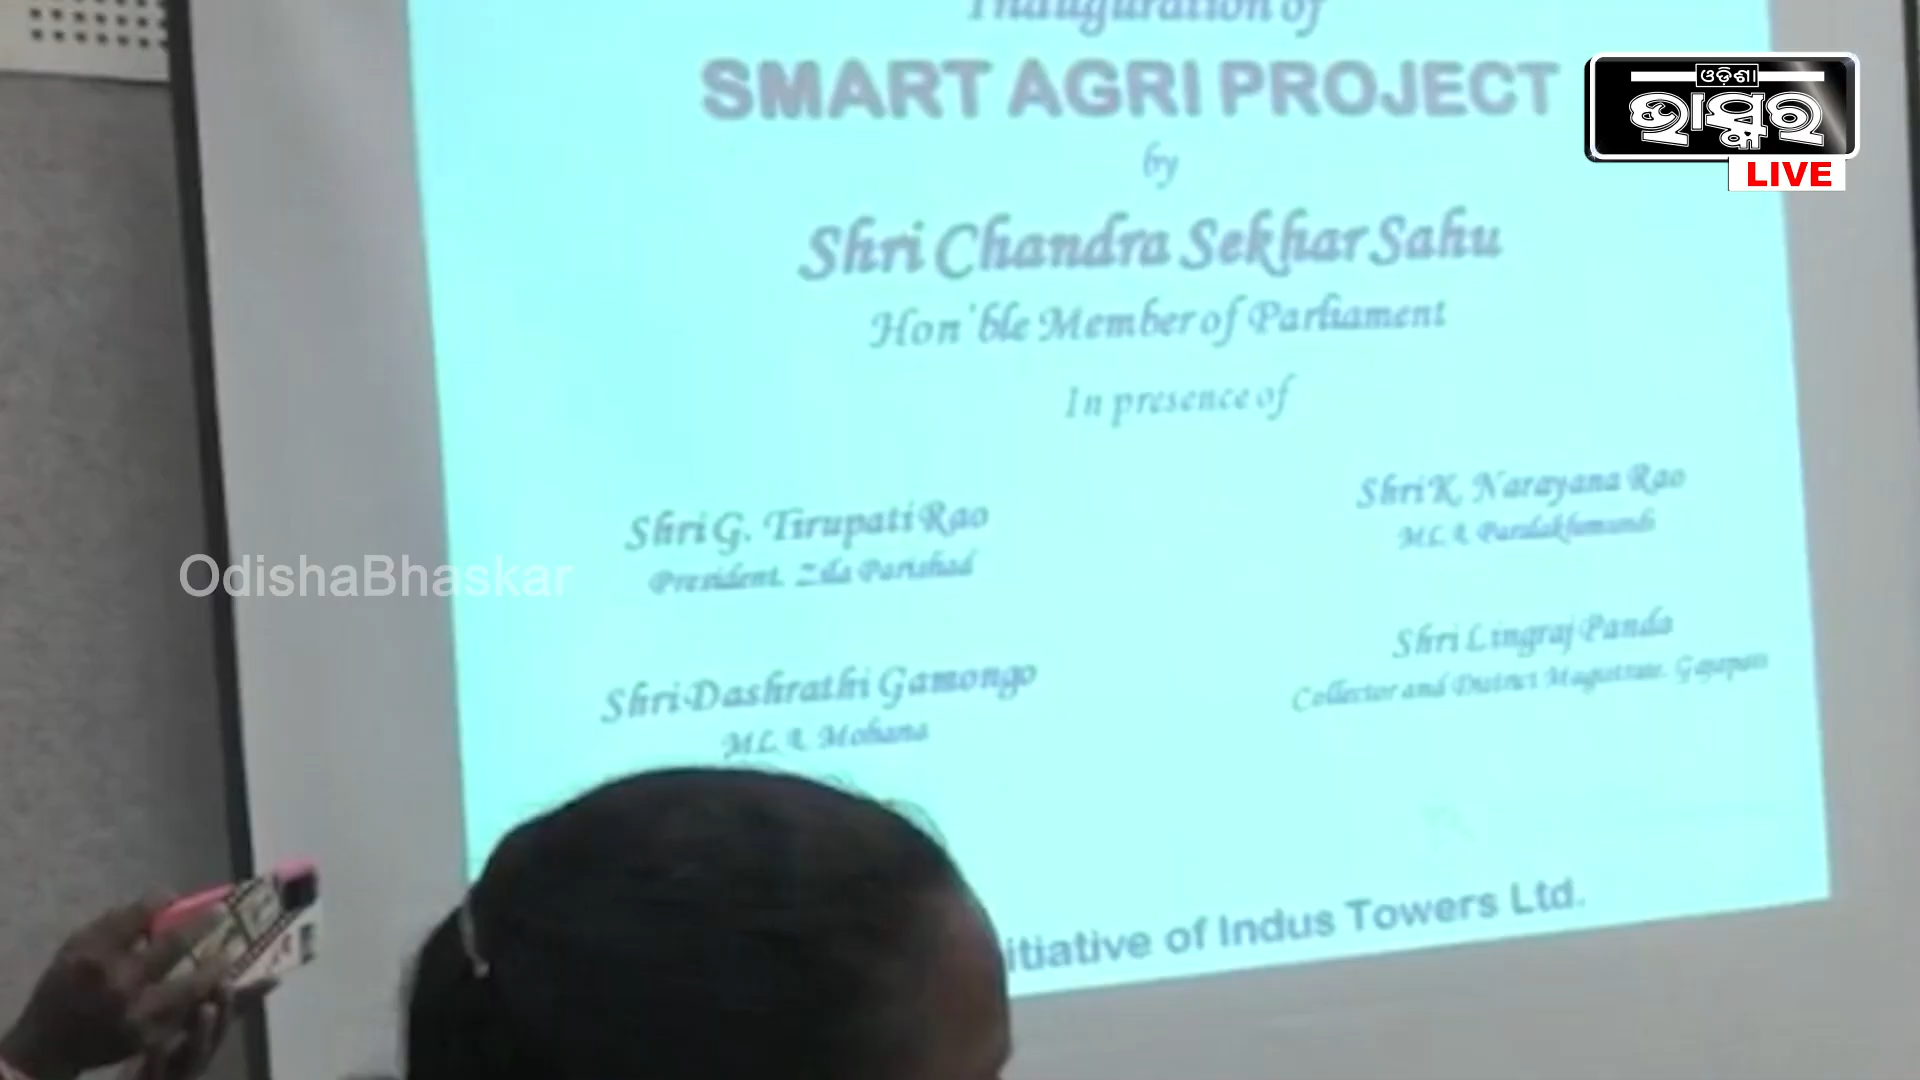 Inauguration of
SMART AGRI PROJECT
by
Shri Chandra Sekhar Sahu
Hon'ble Member of Parliament
In presence of
Shri G. Tirupati Rao
President, Zila Parishad
Shri K. Narayana Rao
M.L.A. Paralakhemundi
Shri Dashrathi Gamongo
M.L.A. Mohana
Shri Lingraj Panda
Collector and District Magistrate, Gajapati
itiative of Indus Towers Ltd.
ଓଡ଼ିଶା
ଭାସ୍କର
LIVE
OdishaBhaskar